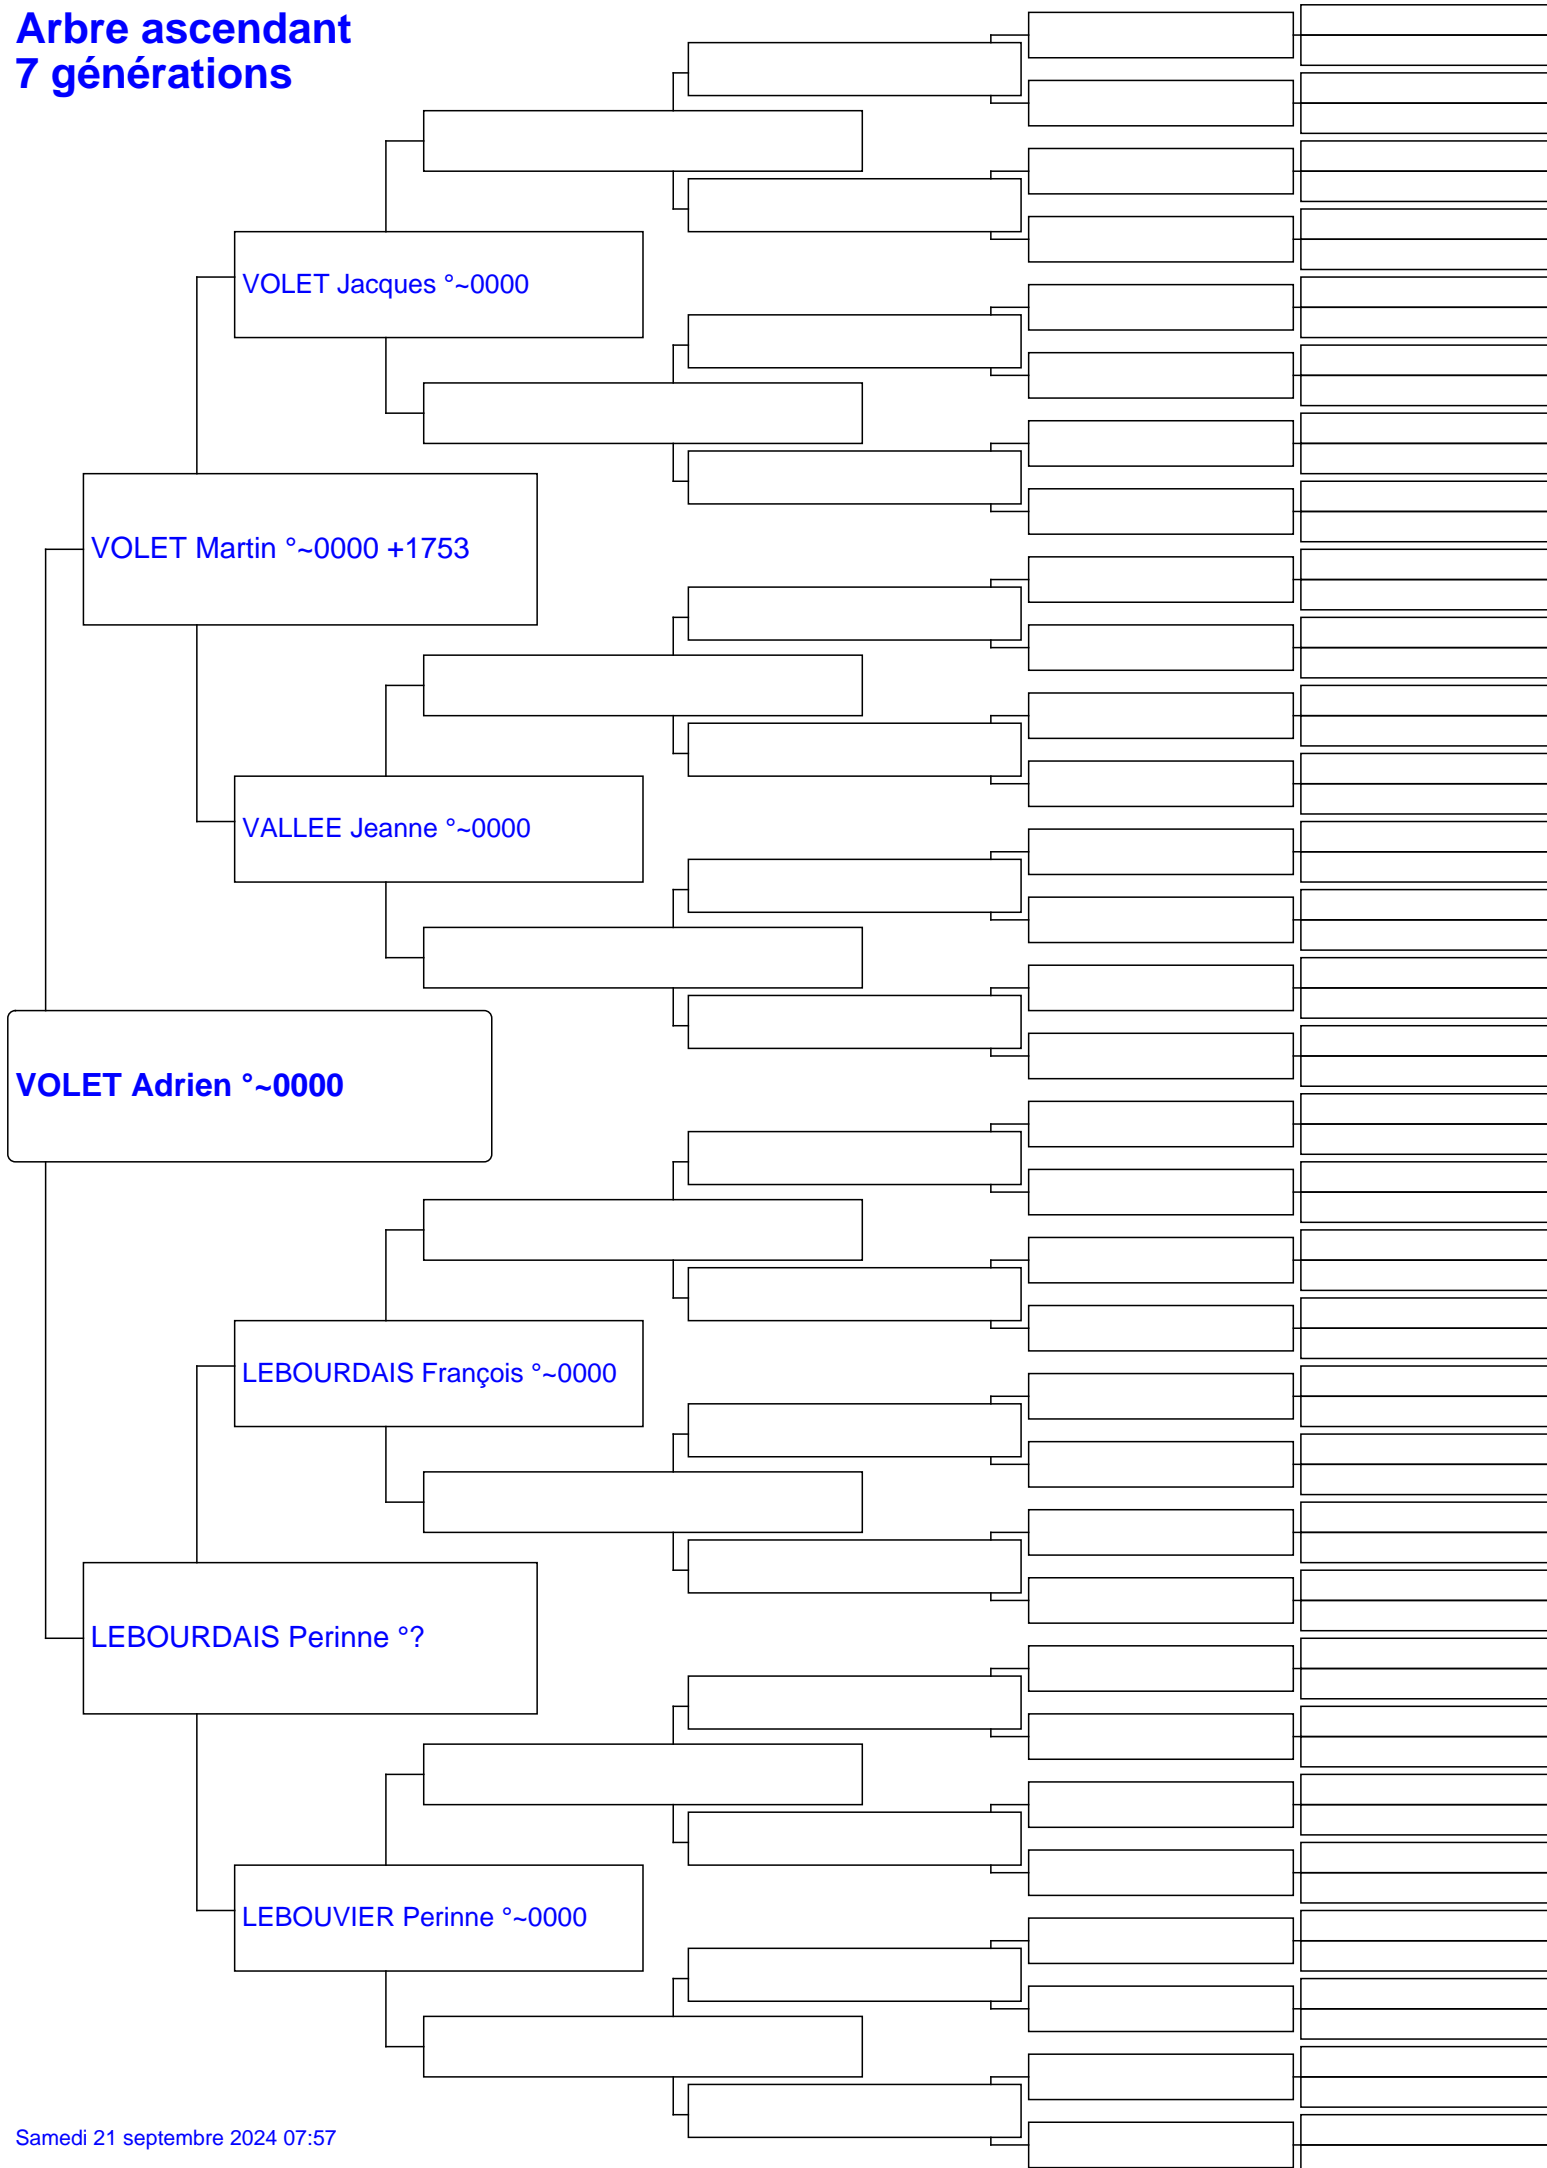 Arbre ascendant
7 générations
VOLET Jacques °~0000
VOLET Martin °~0000 +1753
VALLEE Jeanne °~0000
VOLET Adrien °~0000
LEBOURDAIS François °~0000
LEBOURDAIS Perinne °?
LEBOUVIER Perinne °~0000
Samedi 21 septembre 2024 07:57